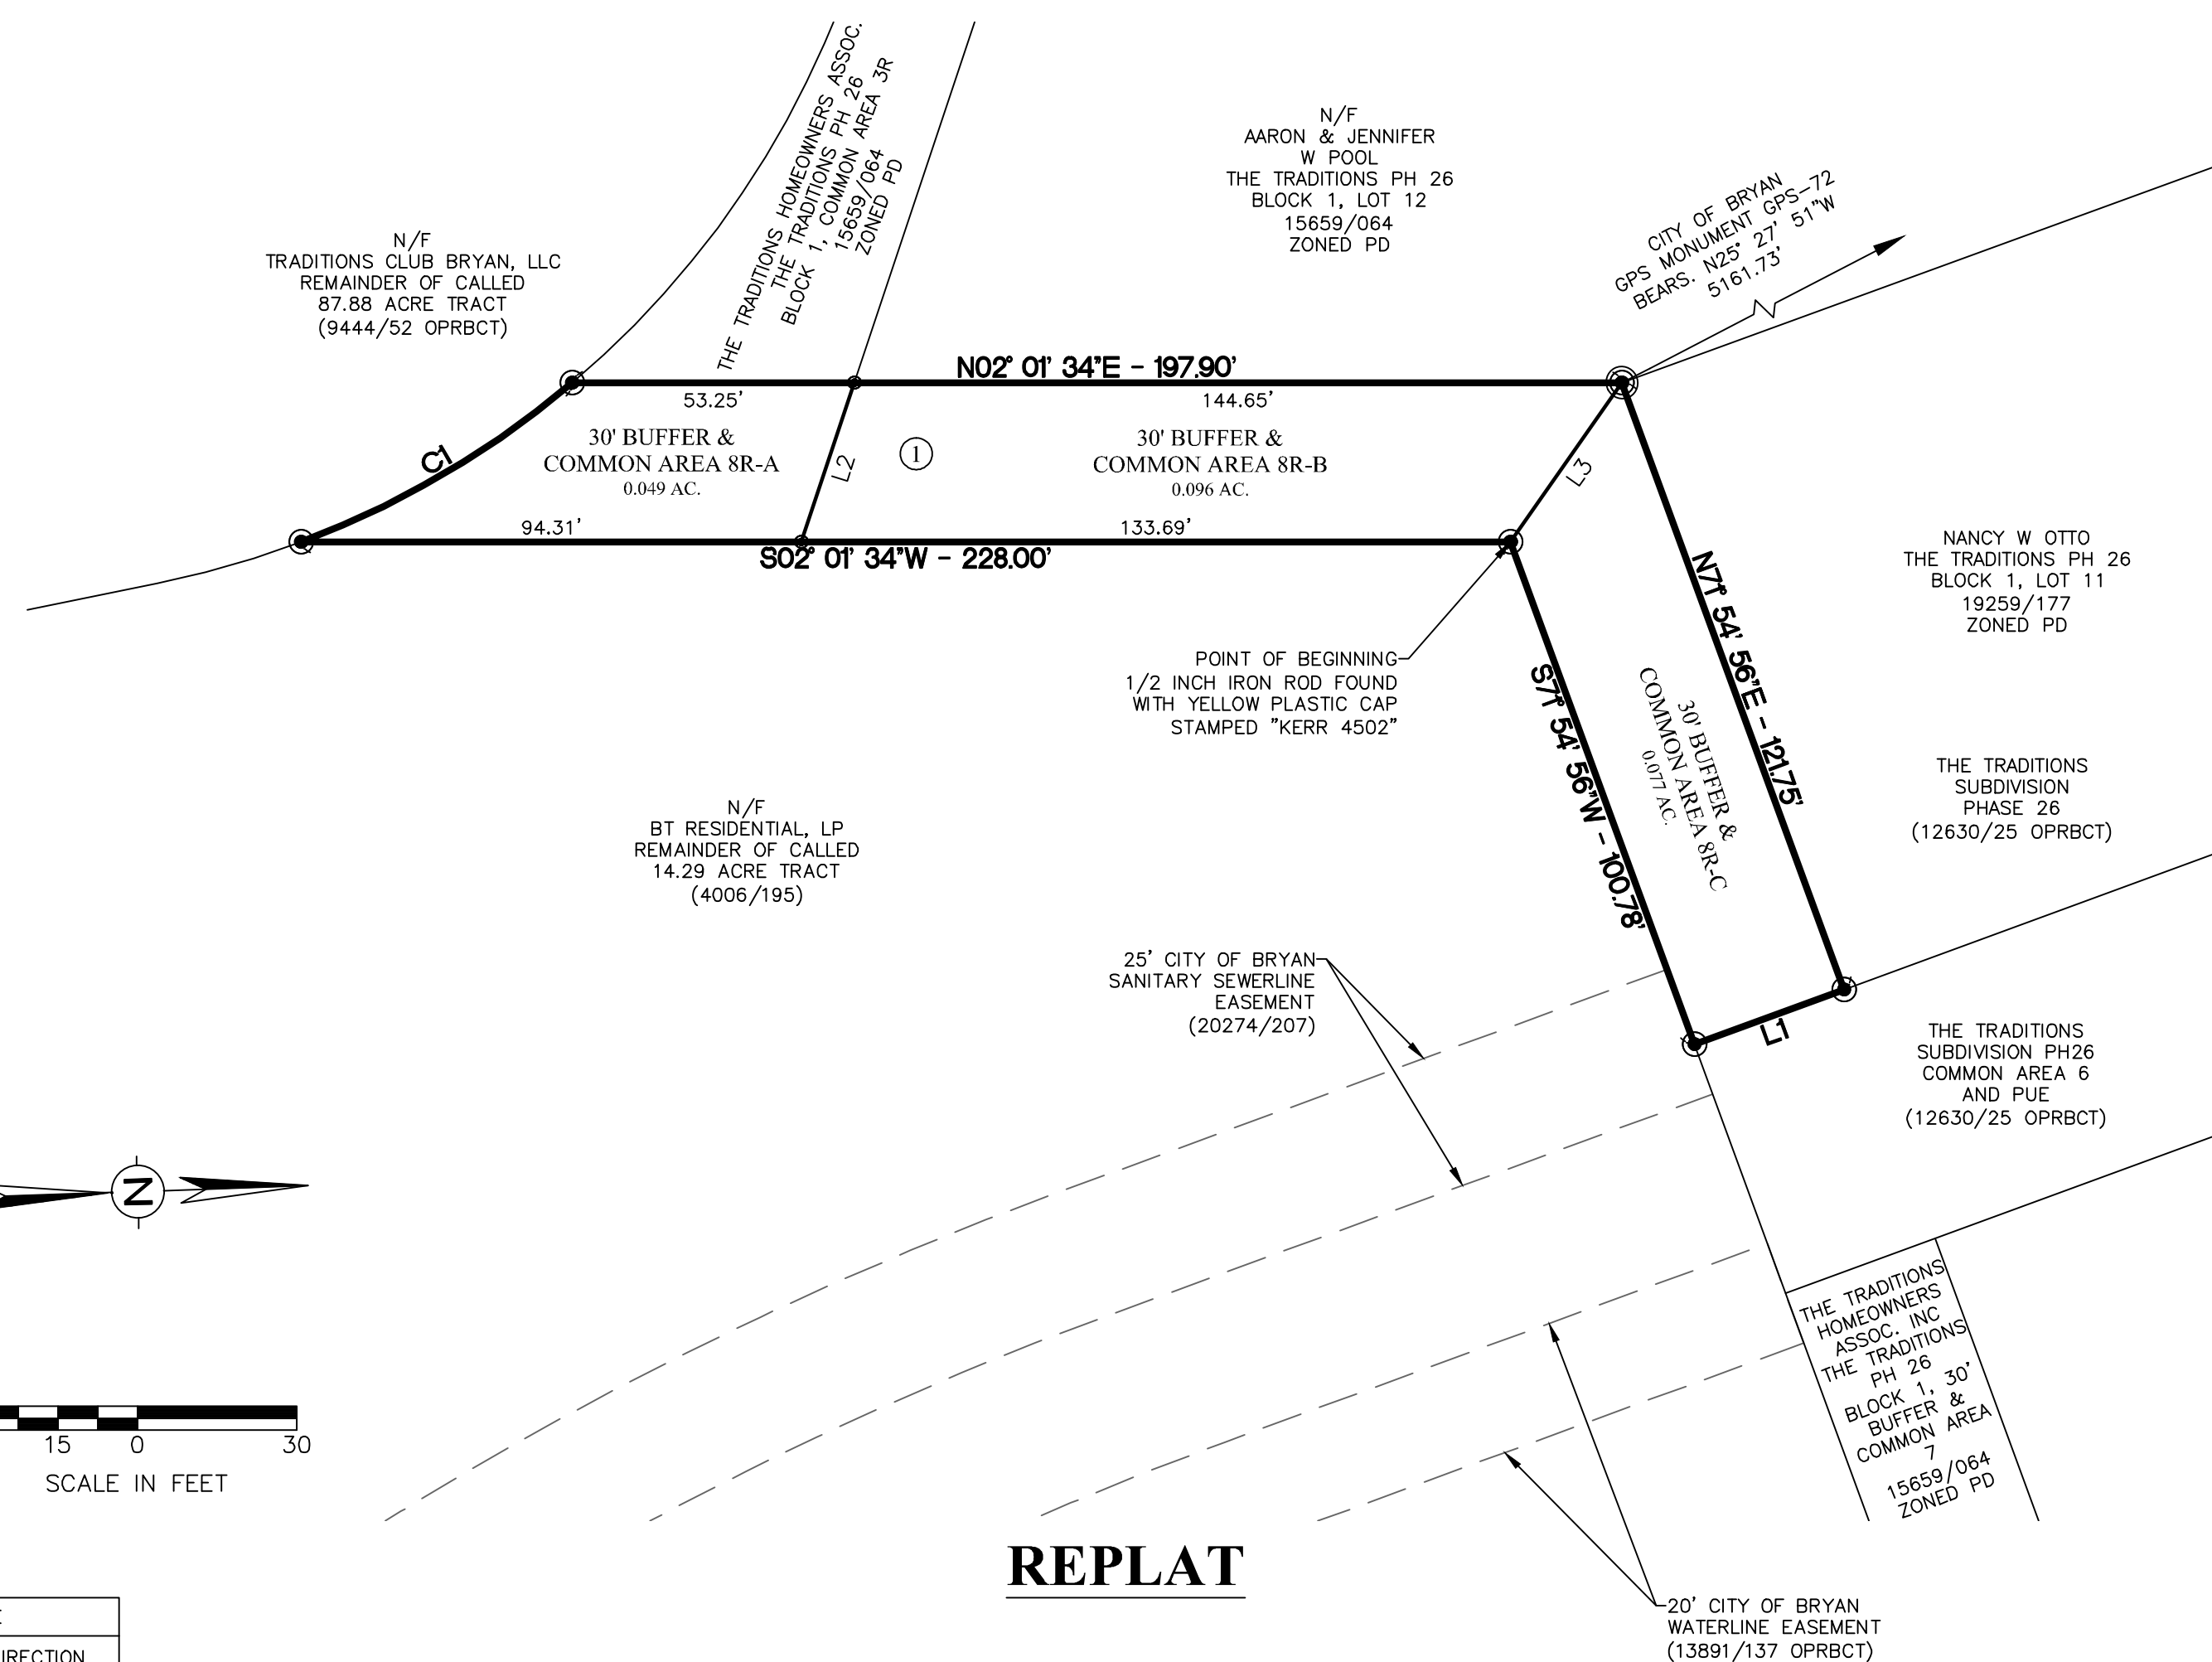 THE TRADITIONS HOMEOWNERS ASSOC.
THE TRADITIONS PH 26
BLOCK 1, COMMON AREA 3R
15659/064
ZONED PD
N/F
AARON & JENNIFER
W POOL
THE TRADITIONS PH 26
BLOCK 1, LOT 12
15659/064
ZONED PD
CITY OF BRYAN
GPS MONUMENT GPS-72
BEARS. N25° 27' 51"W
5161.73'
N/F
TRADITIONS CLUB BRYAN, LLC
REMAINDER OF CALLED
87.88 ACRE TRACT
(9444/52 OPRBCT)
N02° 01' 34"E - 197.90'
53.25'
144.65'
C1
30' BUFFER &
COMMON AREA 8R-A
0.049 AC.
L2
1
30' BUFFER &
COMMON AREA 8R-B
0.096 AC.
L3
94.31'
133.69'
S02° 01' 34"W - 228.00'
NANCY W OTTO
THE TRADITIONS PH 26
BLOCK 1, LOT 11
19259/177
ZONED PD
N71° 54' 56"E - 121.75'
POINT OF BEGINNING
1/2 INCH IRON ROD FOUND
WITH YELLOW PLASTIC CAP
STAMPED "KERR 4502"
S71° 54' 56"W - 100.78'
30' BUFFER &
COMMON AREA 8R-C
0.077 AC.
THE TRADITIONS
SUBDIVISION
PHASE 26
(12630/25 OPRBCT)
N/F
BT RESIDENTIAL, LP
REMAINDER OF CALLED
14.29 ACRE TRACT
(4006/195)
25' CITY OF BRYAN
SANITARY SEWERLINE
EASEMENT
(20274/207)
L1
THE TRADITIONS
SUBDIVISION PH26
COMMON AREA 6
AND PUE
(12630/25 OPRBCT)
N
THE TRADITIONS
HOMEOWNERS
ASSOC. INC
THE TRADITIONS
PH 26
BLOCK 1, 30'
BUFFER &
COMMON AREA
7
15659/064
ZONED PD
15 0 30
SCALE IN FEET
REPLAT
20' CITY OF BRYAN
WATERLINE EASEMENT
(13891/137 OPRBCT)